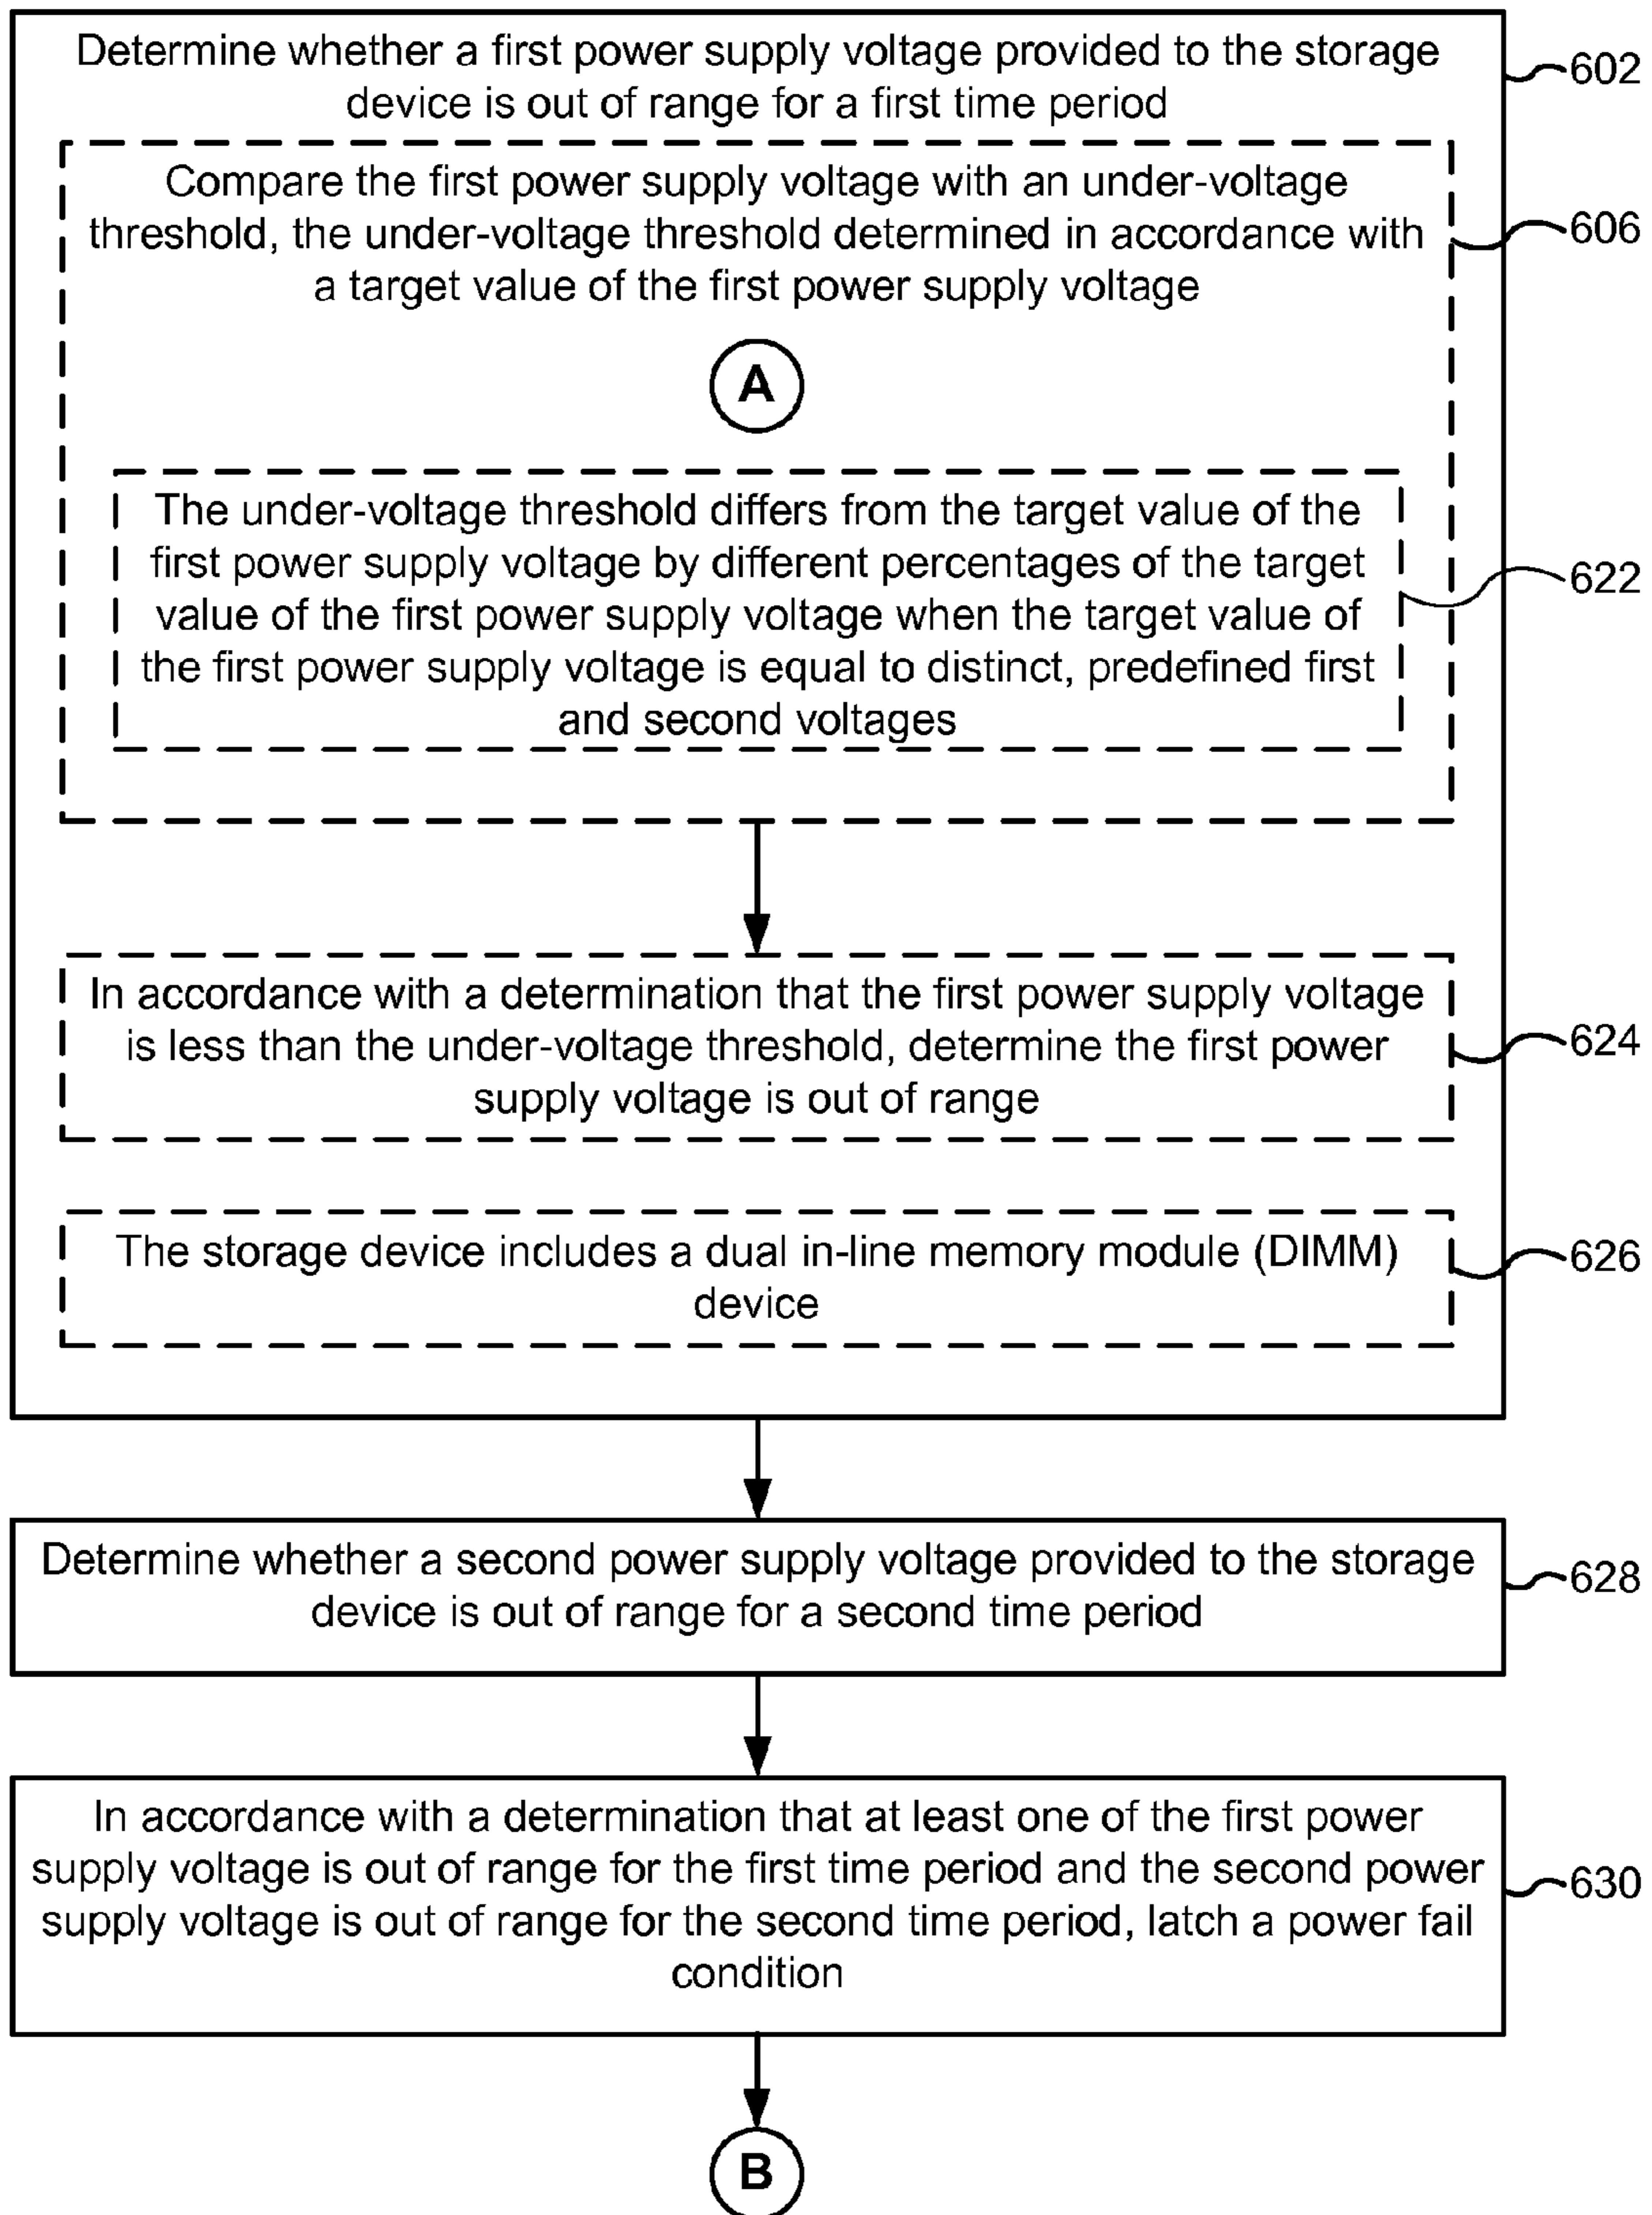 Determine whether a first power supply voltage provided to the storage
device is out of range for a first time period
602
Compare the first power supply voltage with an under-voltage
threshold, the under-voltage threshold determined in accordance with
a target value of the first power supply voltage
606
A
The under-voltage threshold differs from the target value of the
first power supply voltage by different percentages of the target
value of the first power supply voltage when the target value of
the first power supply voltage is equal to distinct, predefined first
and second voltages
622
In accordance with a determination that the first power supply voltage
is less than the under-voltage threshold, determine the first power
supply voltage is out of range
624
The storage device includes a dual in-line memory module (DIMM)
device
626
Determine whether a second power supply voltage provided to the storage
device is out of range for a second time period
628
In accordance with a determination that at least one of the first power
supply voltage is out of range for the first time period and the second power
supply voltage is out of range for the second time period, latch a power fail
condition
630
B